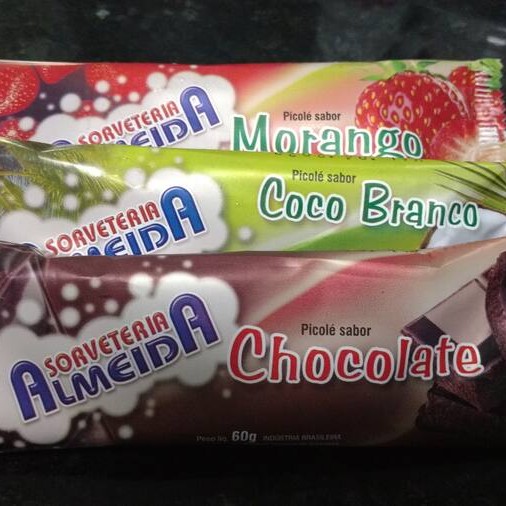 SORVETERIA
ALMEIDA
Picolé sabor
Morango
SORVETERIA
ALMEIDA
Picolé sabor
Coco Branco
SORVETERIA
ALMEIDA
Picolé sabor
Chocolate
Peso líq. 60g INDÚSTRIA BRASILEIRA